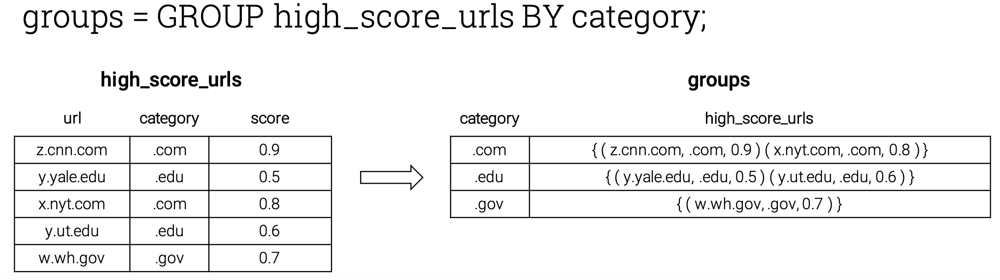 groups = GROUP high_score_urls BY category;
high_score_urls
url category score
z.cnn.com .com 0.9
y.yale.edu .edu 0.5
x.nyt.com .com 0.8
y.ut.edu .edu 0.6
w.wh.gov .gov 0.7
groups
category high_score_urls
.com { ( z.cnn.com, .com, 0.9 ) ( x.nyt.com, .com, 0.8 ) }
.edu { ( y.yale.edu, .edu, 0.5 ) ( y.ut.edu, .edu, 0.6 ) }
.gov { ( w.wh.gov, .gov, 0.7 ) }